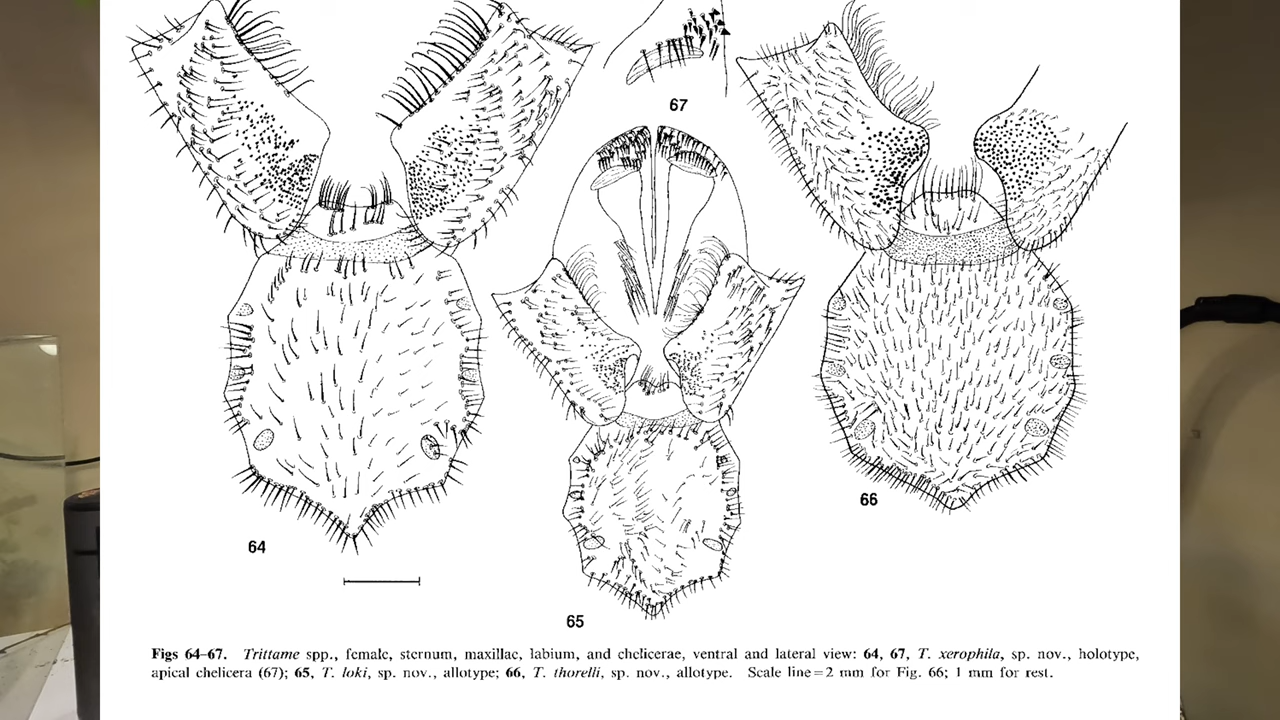 67
66
64
65
Figs 64–67. Trittame spp., female, sternum, maxillae, labium, and chelicerae, ventral and lateral view: 64, 67, T. xerophila, sp. nov., holotype,
apical chelicera (67); 65, T. loki, sp. nov., allotype; 66, T. thorelli, sp. nov., allotype. Scale line = 2 mm for Fig. 66; 1 mm for rest.